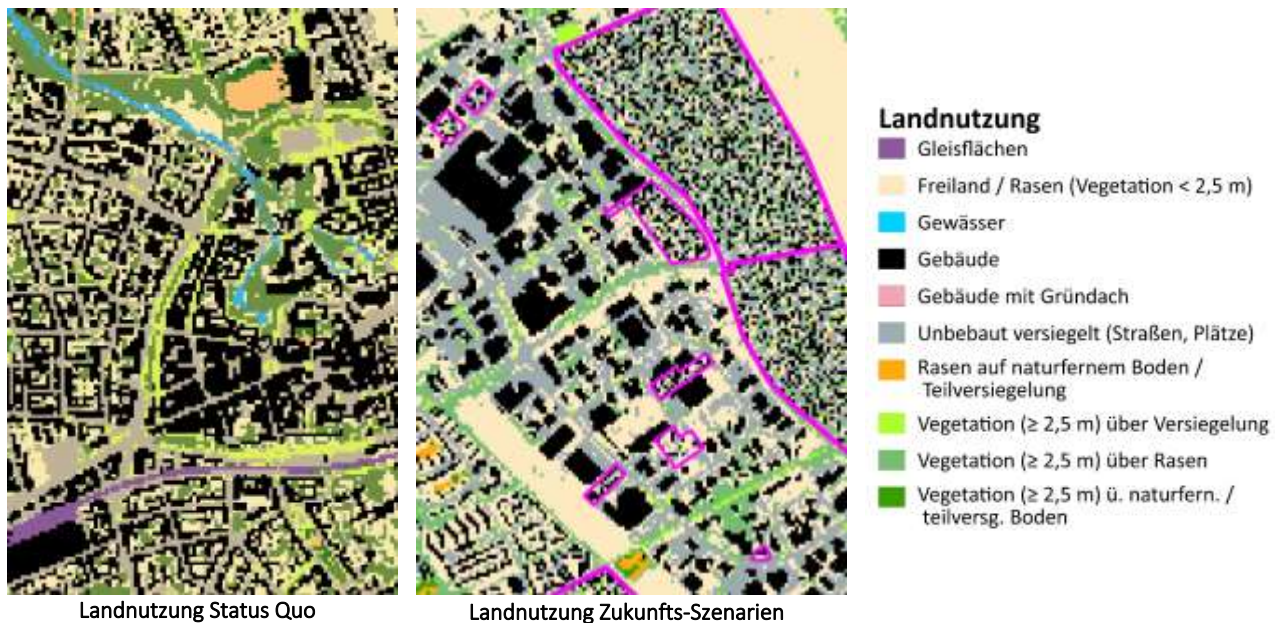 Landnutzung
Gleisflächen
Freiland / Rasen (Vegetation < 2,5 m)
Gewässer
Gebäude
Gebäude mit Gründach
Unbebaut versiegelt (Straßen, Plätze)
Rasen auf naturfernem Boden /
Teilversiegelung
Vegetation (≥ 2,5 m) über Versiegelung
Vegetation (≥ 2,5 m) über Rasen
Vegetation (≥ 2,5 m) ü. naturfern. /
teilversg. Boden
Landnutzung Status Quo
Landnutzung Zukunfts-Szenarien